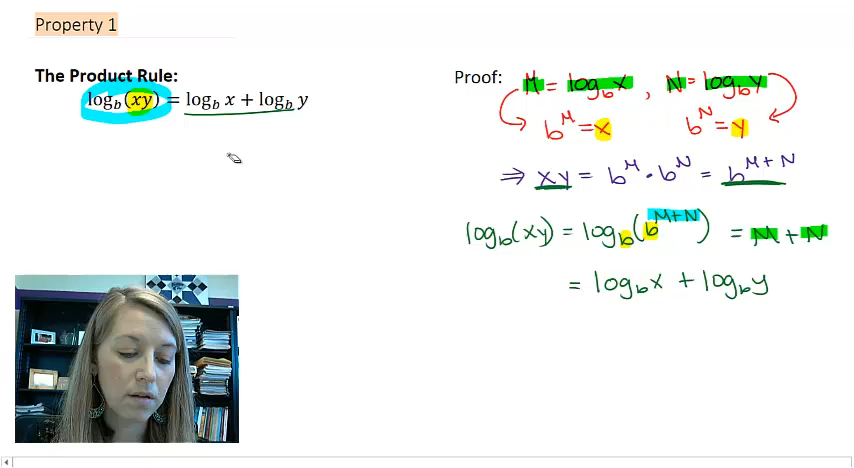 Property 1
The Product Rule:
log_b(xy) = log_b x + log_b y
Proof: M = log_b x , N = log_b y
b^M = x b^N = y
⇒ xy = b^M · b^N = b^{M+N}
log_b(xy) = log_b(b^{M+N}) = M + N
= log_b x + log_b y